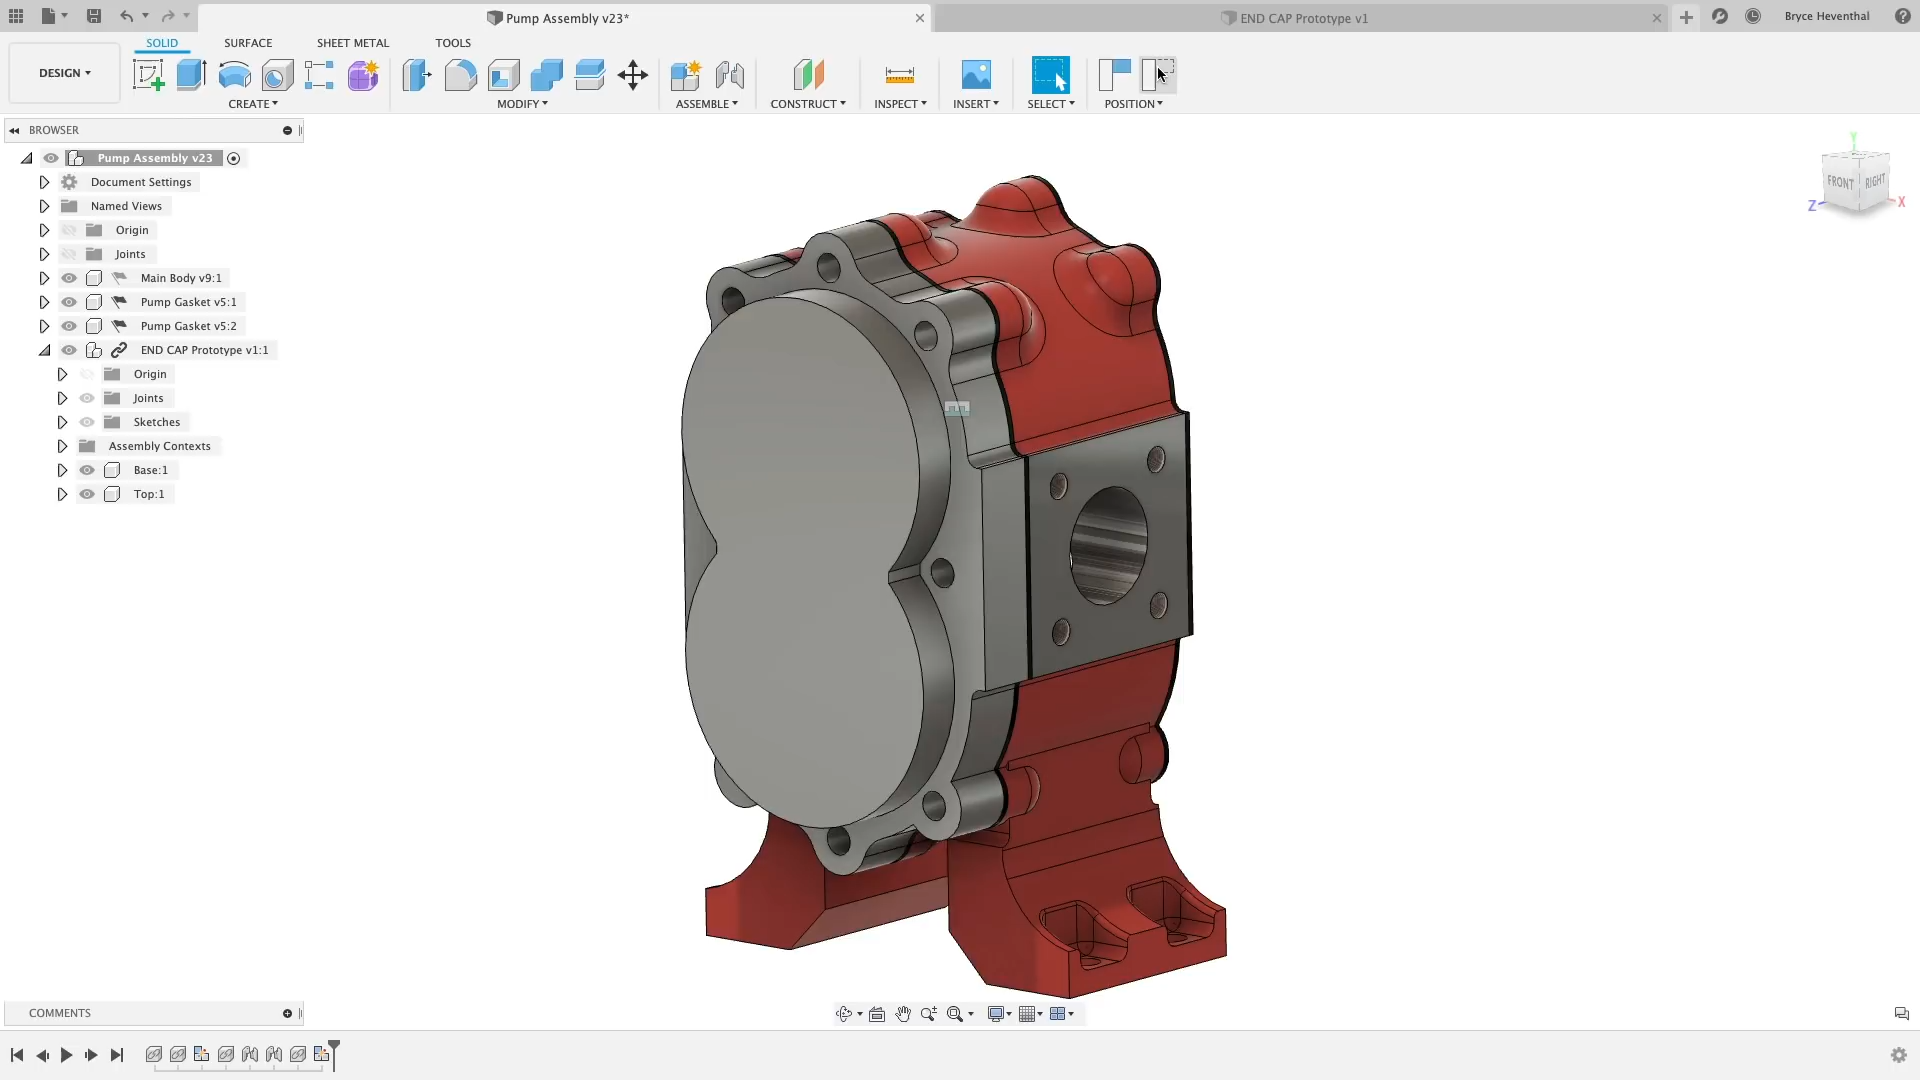 Pump Assembly v23*
END CAP Prototype v1
Bryce Heventhal
DESIGN
SOLID
SURFACE
SHEET METAL
TOOLS
CREATE
MODIFY
ASSEMBLE
CONSTRUCT
INSPECT
INSERT
SELECT
POSITION
BROWSER
Pump Assembly v23
Document Settings
Named Views
Origin
Joints
Main Body v9:1
Pump Gasket v5:1
Pump Gasket v5:2
END CAP Prototype v1:1
Origin
Joints
Sketches
Assembly Contexts
Base:1
Top:1
Y
FRONT
RIGHT
Z
X
COMMENTS